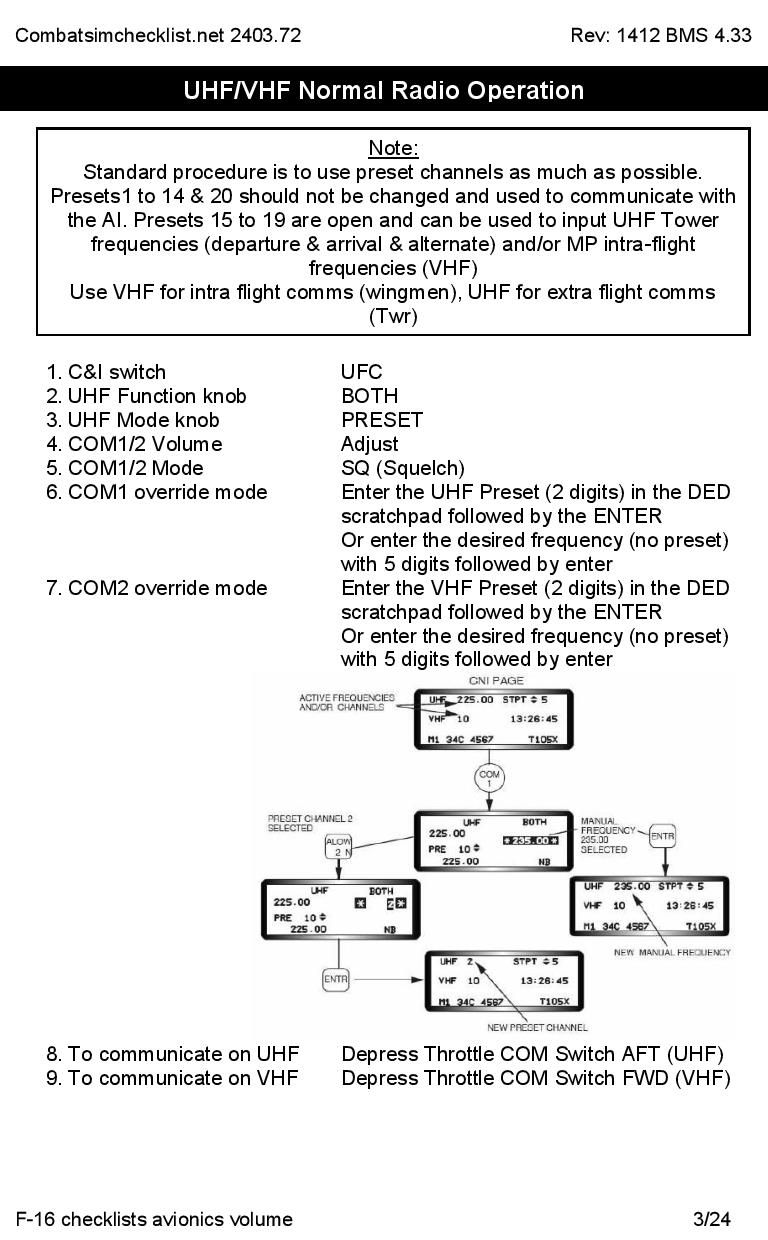 Combatsimchecklist.net 2403.72 Rev: 1412 BMS 4.33
UHF/VHF Normal Radio Operation
Note:
Standard procedure is to use preset channels as much as possible.
Presets1 to 14 & 20 should not be changed and used to communicate with
the AI. Presets 15 to 19 are open and can be used to input UHF Tower
frequencies (departure & arrival & alternate) and/or MP intra-flight
frequencies (VHF)
Use VHF for intra flight comms (wingmen), UHF for extra flight comms
(Twr)
1. C&I switch UFC
2. UHF Function knob BOTH
3. UHF Mode knob PRESET
4. COM1/2 Volume Adjust
5. COM1/2 Mode SQ (Squelch)
6. COM1 override mode Enter the UHF Preset (2 digits) in the DED
scratchpad followed by the ENTER
Or enter the desired frequency (no preset)
with 5 digits followed by enter
7. COM2 override mode Enter the VHF Preset (2 digits) in the DED
scratchpad followed by the ENTER
Or enter the desired frequency (no preset)
with 5 digits followed by enter
CNI PAGE
ACTIVE FREQUENCIES
AND/OR CHANNELS
UHF 225.00 STPT ≑ 5
VHF 10 13:26:45
M1 34C 4567 T105X
COM
1
PRESET CHANNEL 2
SELECTED
ALOW
2 N
UHF BOTH
225.00 *235.00*
PRE 10 ≑
225.00 NB
MANUAL
FREQUENCY
235.00
SELECTED
ENTR
UHF BOTH
225.00 * 2*
PRE 10 ≑
225.00 NB
UHF 235.00 STPT ≑ 5
VHF 10 13:26:45
M1 34C 4567 T105X
NEW MANUAL FREQUENCY
ENTR
UHF 2 STPT ≑ 5
VHF 10 13:26:45
M1 34C 4567 T105X
NEW PRESET CHANNEL
8. To communicate on UHF Depress Throttle COM Switch AFT (UHF)
9. To communicate on VHF Depress Throttle COM Switch FWD (VHF)
F-16 checklists avionics volume 3/24